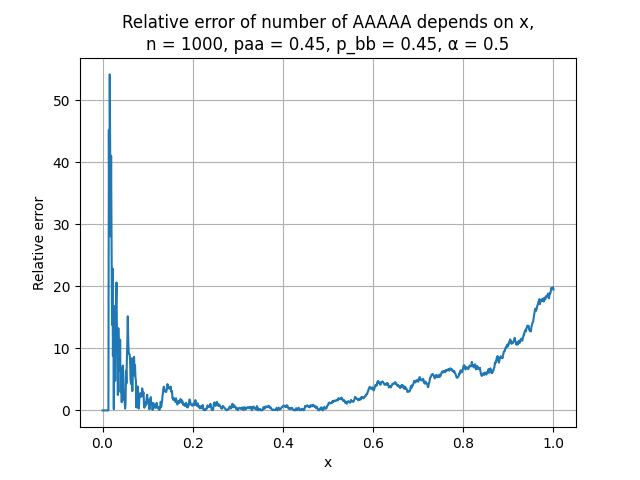 Relative error of number of AAAAA depends on x,
n = 1000, paa = 0.45, p_bb = 0.45, α = 0.5
50
40
30
20
10
0
Relative error
0.0 0.2 0.4 0.6 0.8 1.0
x